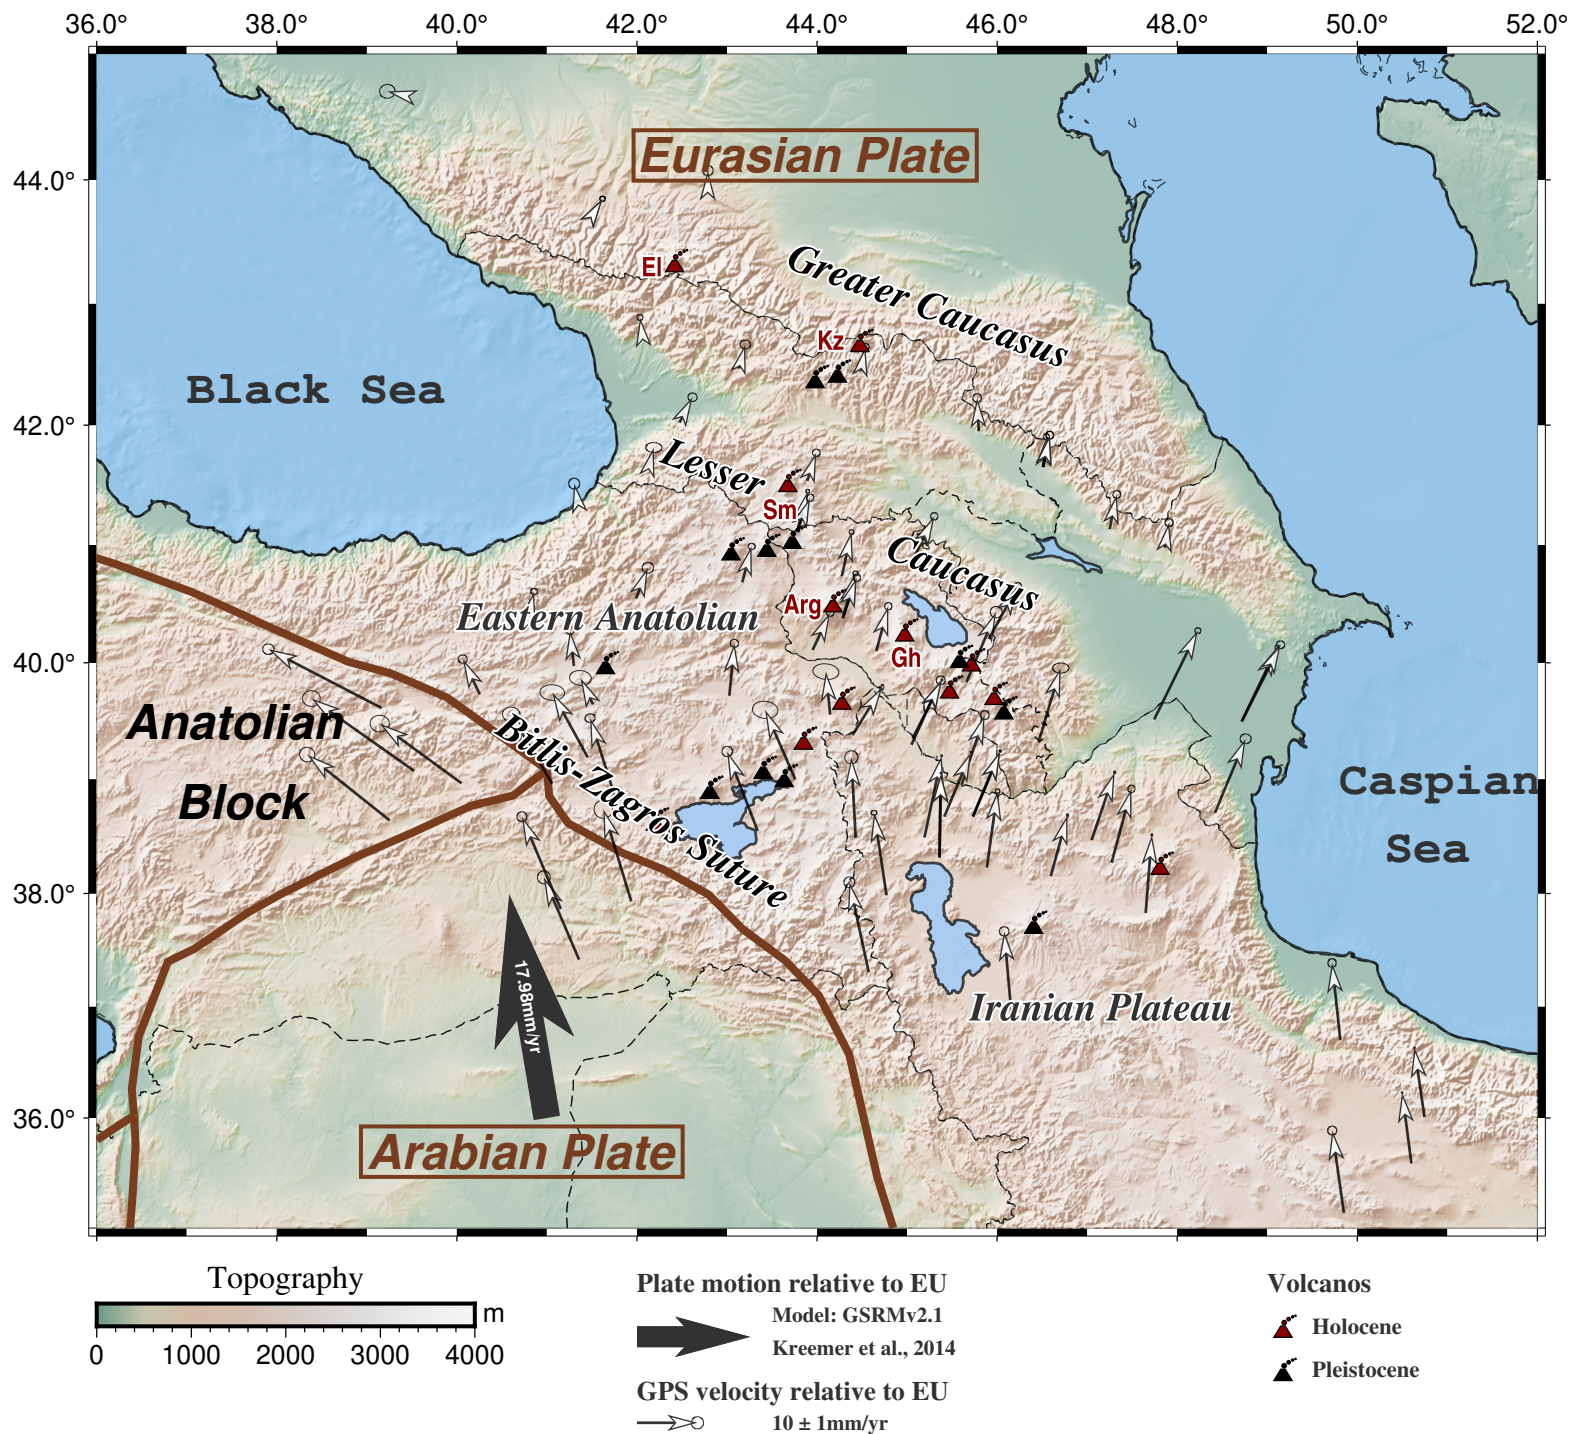 36.0° 38.0° 40.0° 42.0° 44.0° 46.0° 48.0° 50.0° 52.0°
44.0°
42.0°
40.0°
38.0°
36.0°
Eurasian Plate
El
Greater Caucasus
Kz
Black Sea
Lesser
Sm
Caucasus
Arg
Eastern Anatolian
Gh
Anatolian
Block
Bitlis-Zagros Suture
Caspian
Sea
17.98mm/yr
Iranian Plateau
Arabian Plate
Topography
m
0 1000 2000 3000 4000
Plate motion relative to EU
Model: GSRMv2.1
Kreemer et al., 2014
GPS velocity relative to EU
10 ± 1mm/yr
Volcanos
Holocene
Pleistocene